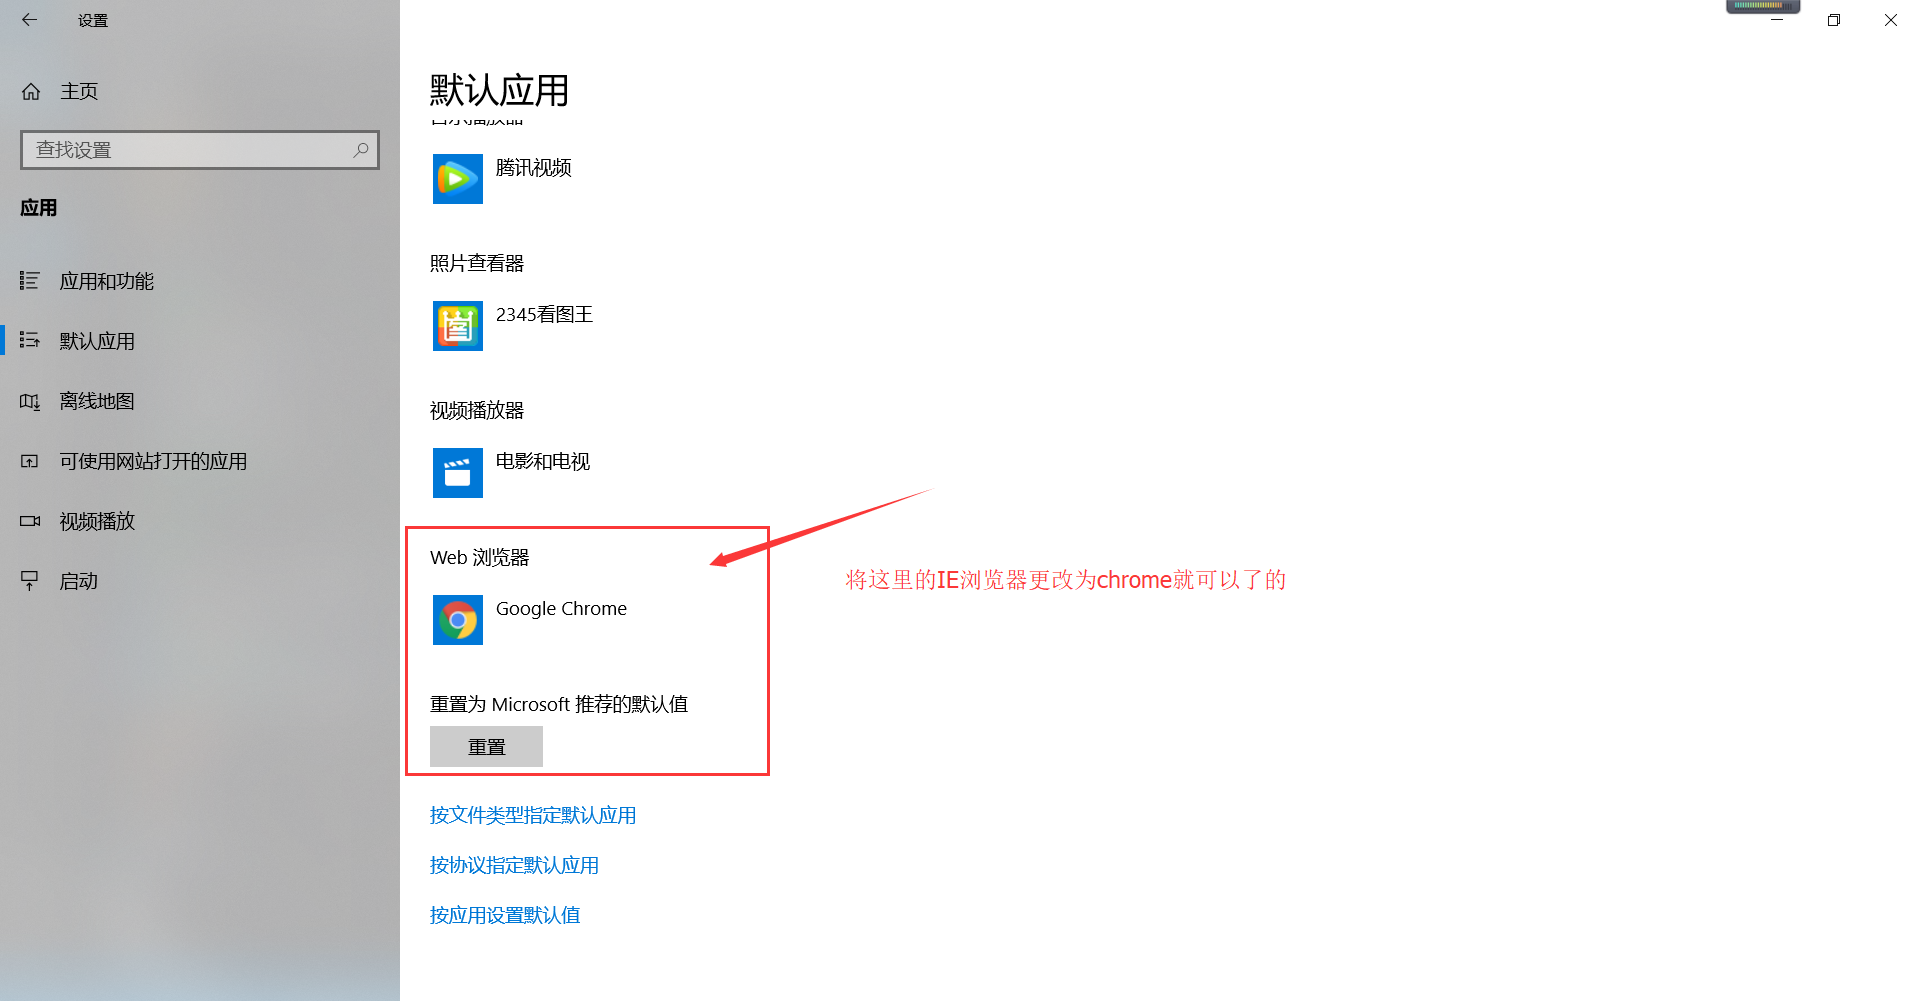 设置
主页
查找设置
应用
应用和功能
默认应用
离线地图
可使用网站打开的应用
视频播放
启动
默认应用
音乐播放器
腾讯视频
照片查看器
2345看图王
视频播放器
电影和电视
Web 浏览器
Google Chrome
将这里的IE浏览器更改为chrome就可以了的
重置为 Microsoft 推荐的默认值
重置
按文件类型指定默认应用
按协议指定默认应用
按应用设置默认值